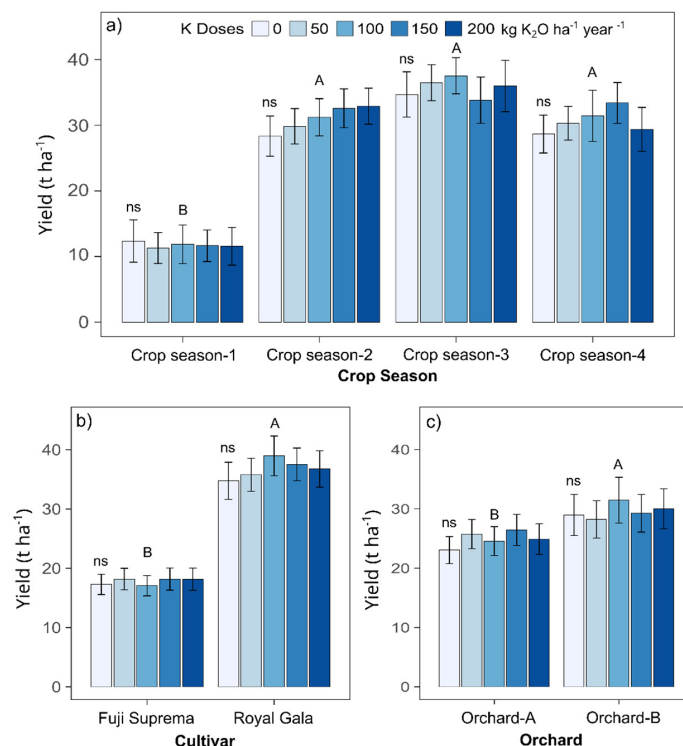 a) K Doses 0 50 100 150 200 kg K₂O ha⁻¹ year ⁻¹
Yield (t ha⁻¹)
40
30
20
10
0
ns B
ns A
ns A
ns A
Crop season-1 Crop season-2 Crop season-3 Crop season-4
Crop Season
b)
Yield (t ha⁻¹)
40
30
20
10
0
ns B
ns A
Fuji Suprema Royal Gala
Cultivar
c)
Yield (t ha⁻¹)
40
30
20
10
0
ns B
ns A
Orchard-A Orchard-B
Orchard